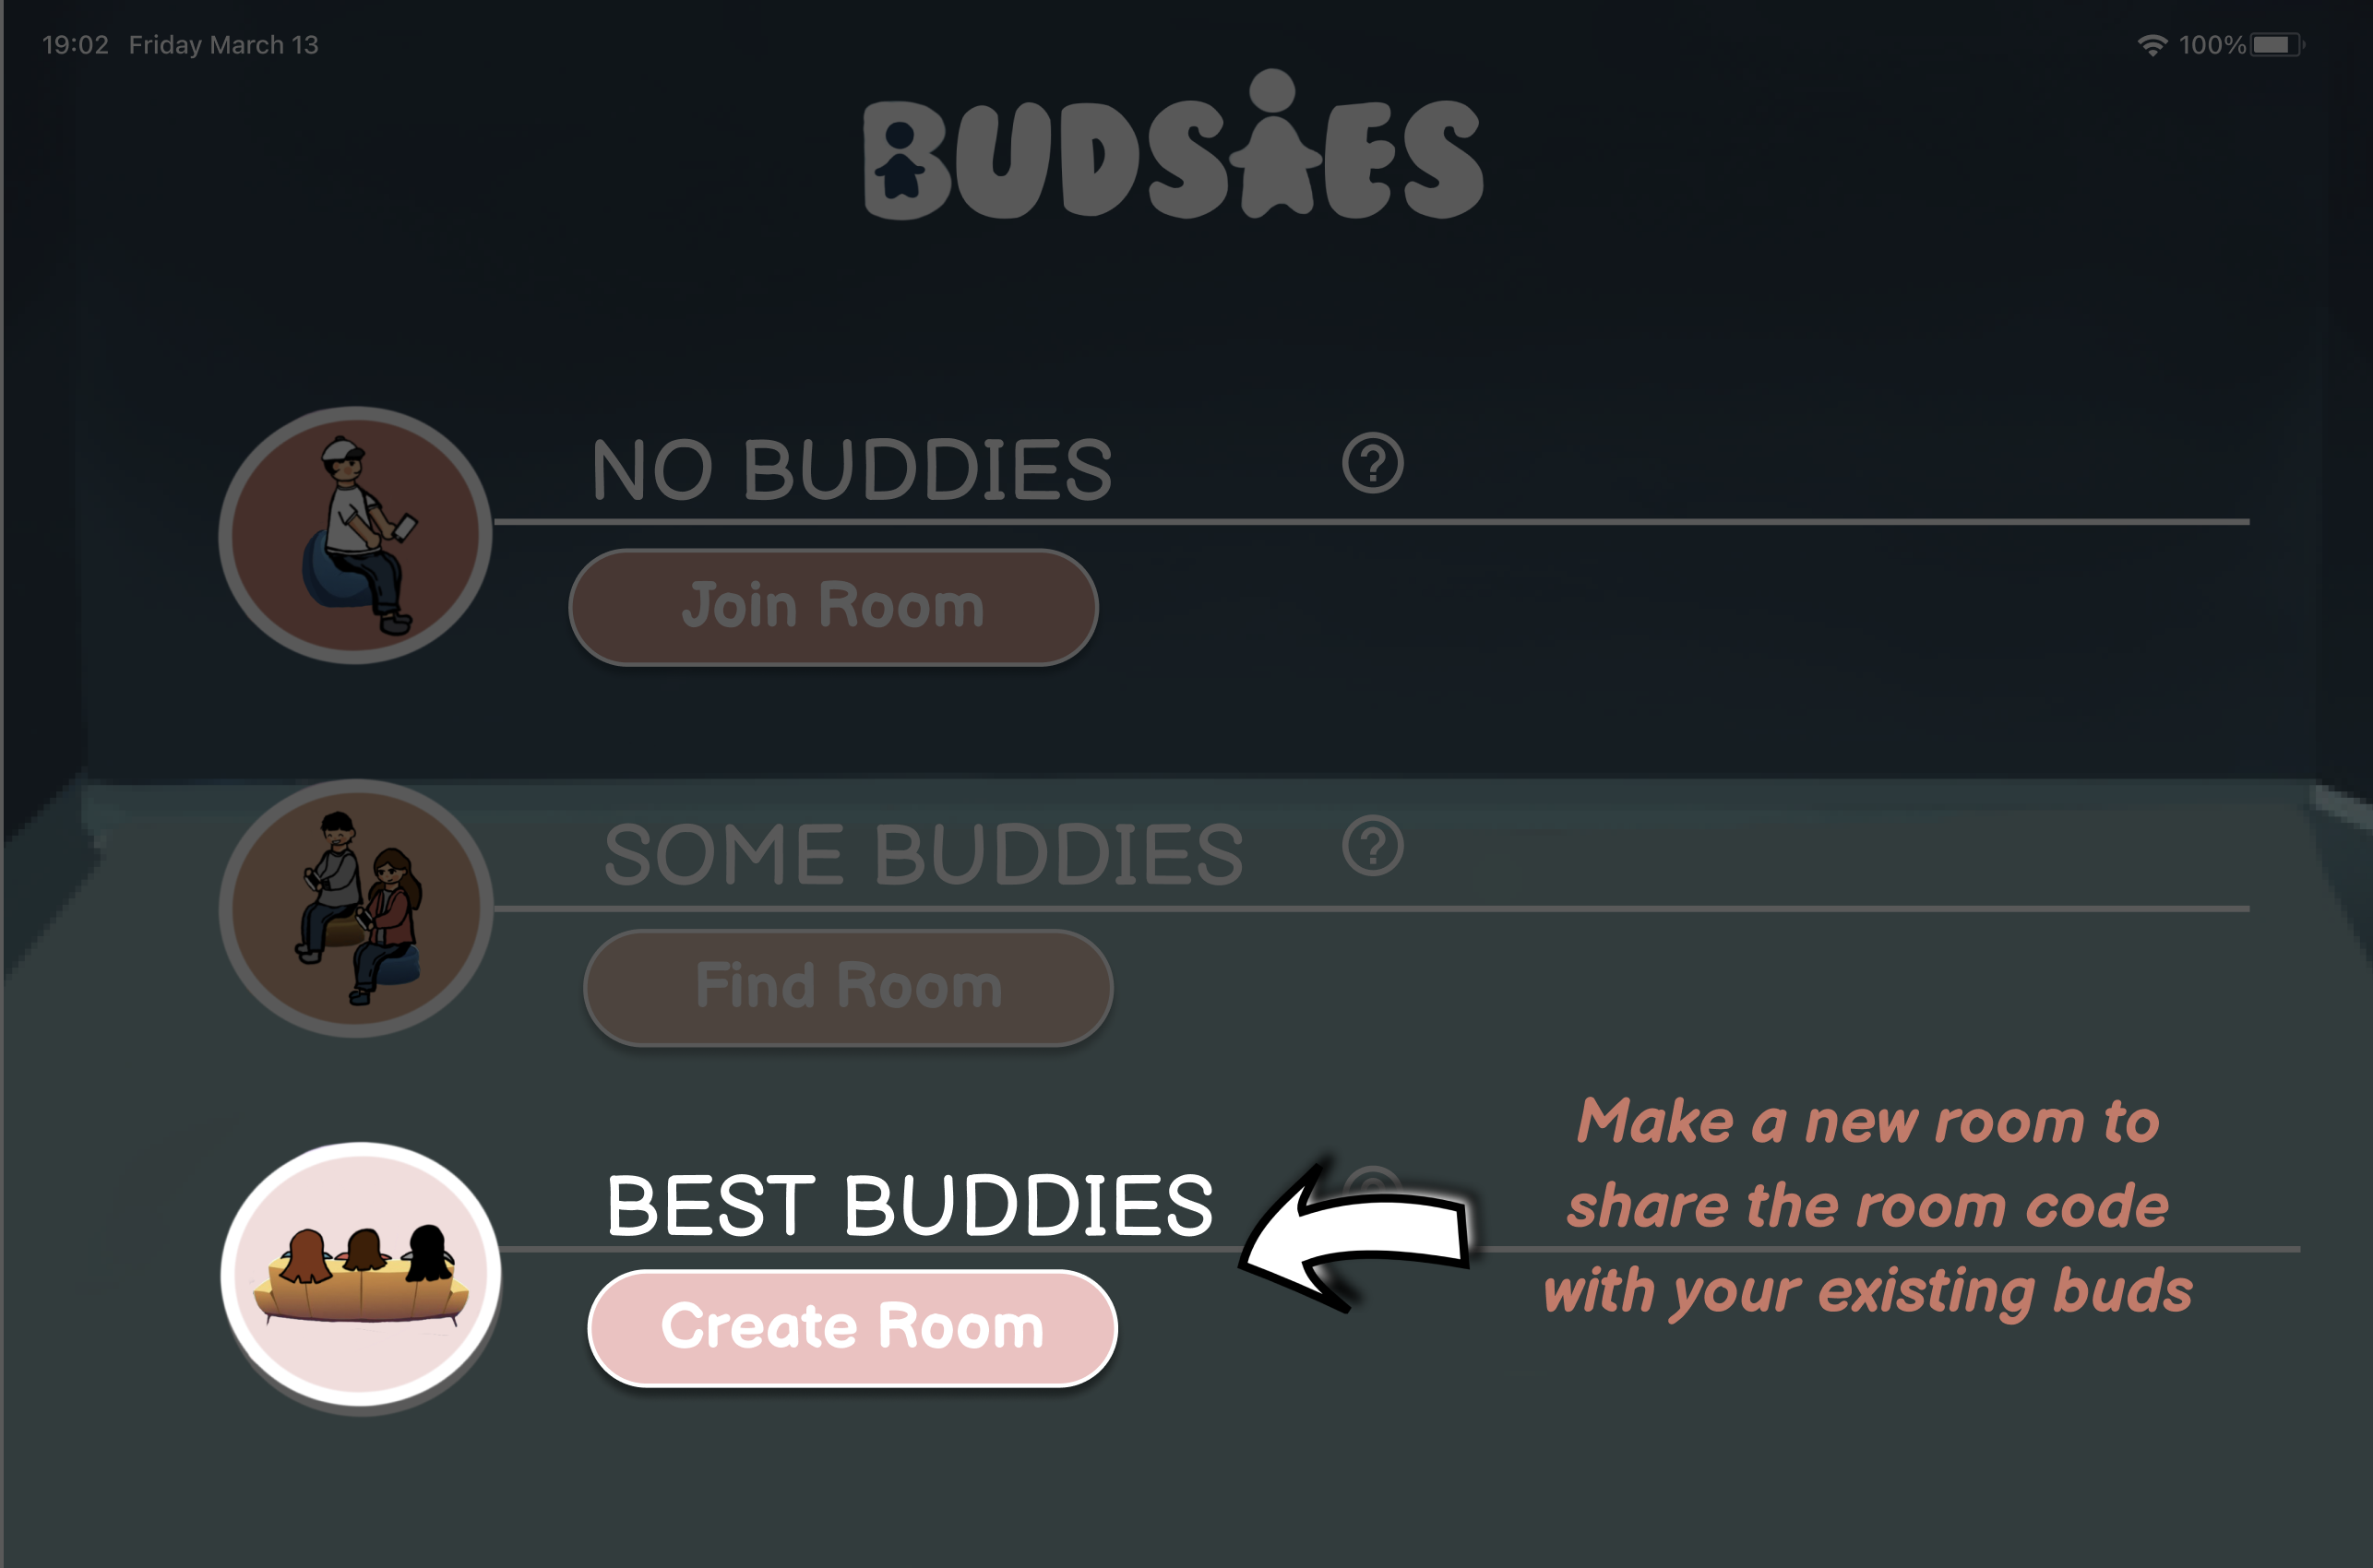 19:02 Friday March 13
100%
BUDSIES
NO BUDDIES
?
Join Room
SOME BUDDIES
?
Find Room
Make a new room to
share the room code
with your existing buds
BEST BUDDIES
?
Create Room